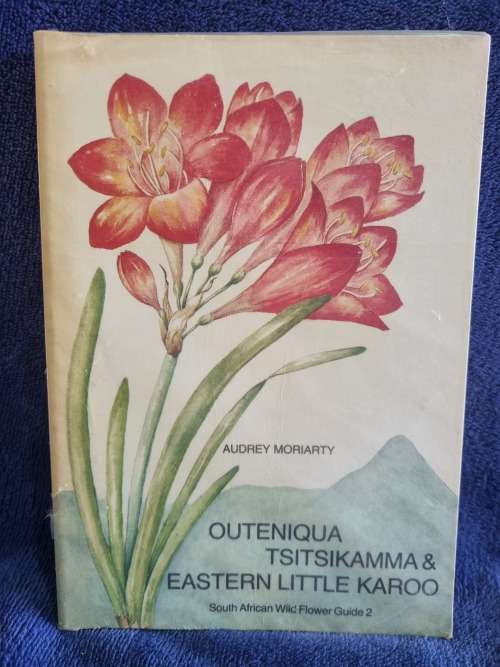 AUDREY MORIARTY
OUTENIQUA
TSITSIKAMMA &
EASTERN LITTLE KAROO
South African Wild Flower Guide 2